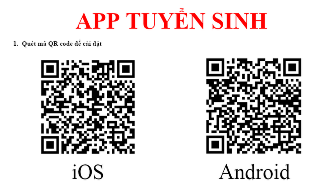 APP TUYỂN SINH
1. Quét mã QR code để cài đặt
iOS
Android